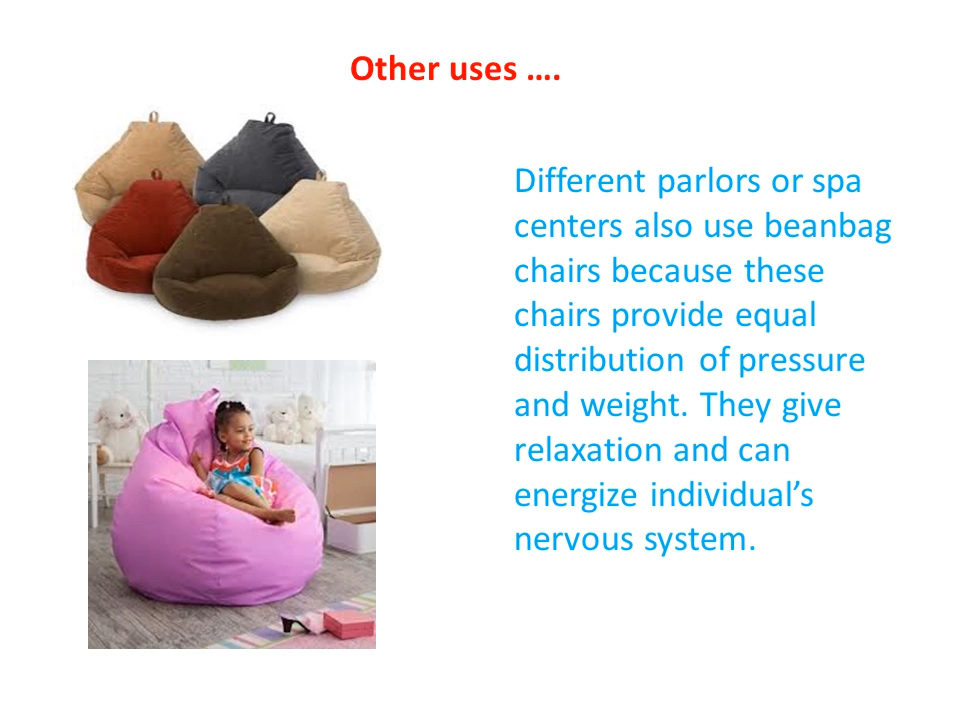 Other uses ….
Different parlors or spa
centers also use beanbag
chairs because these
chairs provide equal
distribution of pressure
and weight. They give
relaxation and can
energize individual’s
nervous system.